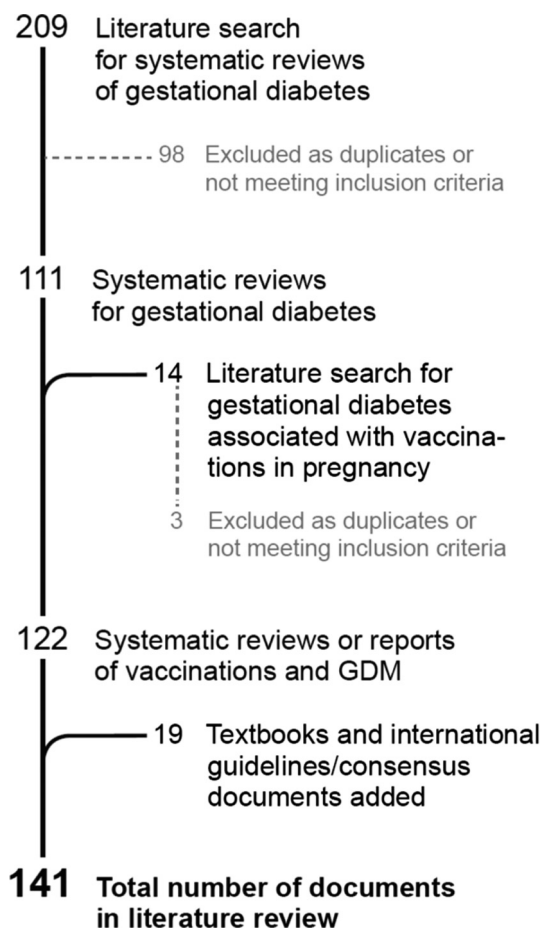 209 Literature search
for systematic reviews
of gestational diabetes
98 Excluded as duplicates or
not meeting inclusion criteria
111 Systematic reviews
for gestational diabetes
14 Literature search for
gestational diabetes
associated with vaccina-
tions in pregnancy
3 Excluded as duplicates or
not meeting inclusion criteria
122 Systematic reviews or reports
of vaccinations and GDM
19 Textbooks and international
guidelines/consensus
documents added
141 Total number of documents
in literature review